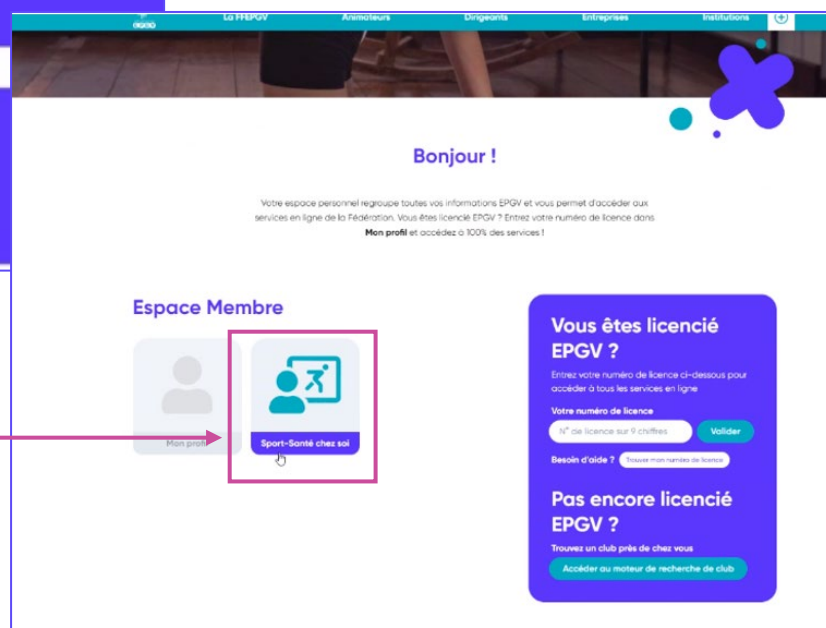 La FFEPGV Animateurs Dirigeants Entreprises Institutions
Bonjour !
Votre espace personnel regroupe toutes vos informations EPGV et vous permet d'accéder aux
services en ligne de la Fédération. Vous êtes licencié EPGV ? Entrez votre numéro de licence dans
Mon profil et accédez à 100% des services !
Espace Membre
Mon profil
Sport-Santé chez soi
Vous êtes licencié
EPGV ?
Entrez votre numéro de licence ci-dessous pour
accéder à tous les services en ligne
Votre numéro de licence
N° de licence sur 9 chiffres Valider
Besoin d'aide ? Trouver mon numéro de licence
Pas encore licencié
EPGV ?
Trouvez un club près de chez vous
Accéder au moteur de recherche de club